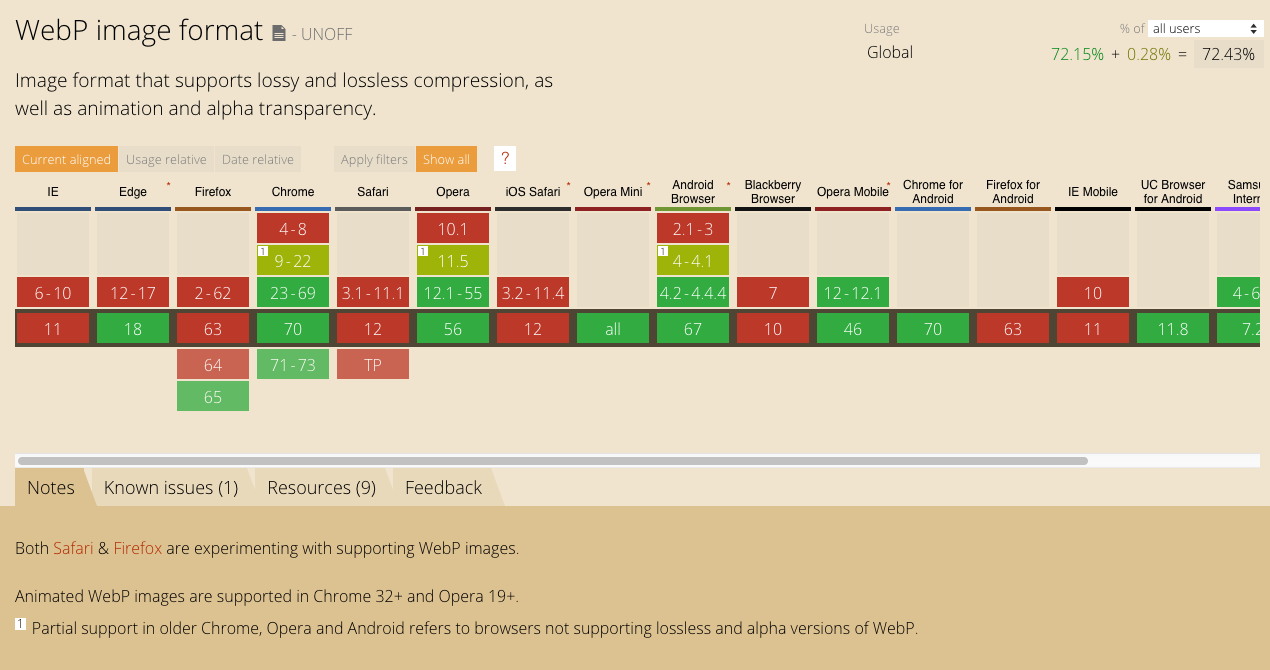 WebP image format - UNOFF
Usage % of all users
Global 72.15% + 0.28% = 72.43%
Image format that supports lossy and lossless compression, as
well as animation and alpha transparency.
Current aligned Usage relative Date relative Apply filters Show all ?
IE Edge * Firefox Chrome Safari Opera iOS Safari * Opera Mini * Android Browser * Blackberry Browser Opera Mobile * Chrome for Android Firefox for Android IE Mobile UC Browser for Android
4-8 10.1 2.1-3
1 9-22 1 11.5 1 4-4.1
6-10 12-17 2-62 23-69 3.1-11.1 12.1-55 3.2-11.4 4.2-4.4.4 7 12-12.1 10 4-6
11 18 63 70 12 56 12 all 67 10 46 70 63 11 11.8 7.2
64 71-73 TP
65
Notes Known issues (1) Resources (9) Feedback
Both Safari & Firefox are experimenting with supporting WebP images.
Animated WebP images are supported in Chrome 32+ and Opera 19+.
1 Partial support in older Chrome, Opera and Android refers to browsers not supporting lossless and alpha versions of WebP.